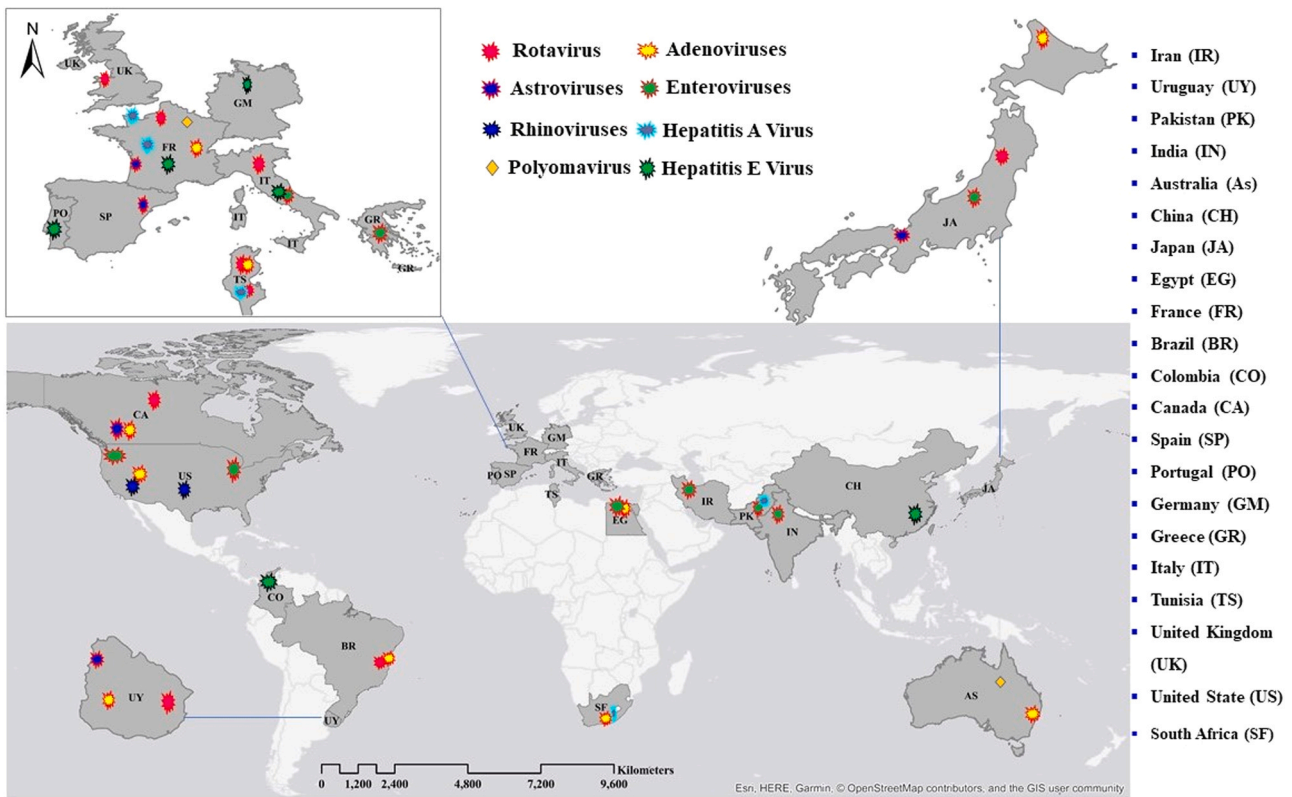 N
UK
UK
GM
FR
IT
PO
SP
IT
GR
IT
GR
TS
Rotavirus
Adenoviruses
Astroviruses
Enteroviruses
Rhinoviruses
Hepatitis A Virus
Polyomavirus
Hepatitis E Virus
JA
Iran (IR)
Uruguay (UY)
Pakistan (PK)
India (IN)
Australia (As)
China (CH)
Japan (JA)
Egypt (EG)
France (FR)
Brazil (BR)
Colombia (CO)
Canada (CA)
Spain (SP)
Portugal (PO)
Germany (GM)
Greece (GR)
Italy (IT)
Tunisia (TS)
United Kingdom
(UK)
United State (US)
South Africa (SF)
CA
US
UK
GM
FR
PO SP
IT
GR
TS
EG
IR
PK
IN
CH
JA
CO
BR
UY
UY
SF
AS
Kilometers
0 1,200 2,400 4,800 7,200 9,600
Esri, HERE, Garmin, © OpenStreetMap contributors, and the GIS user community